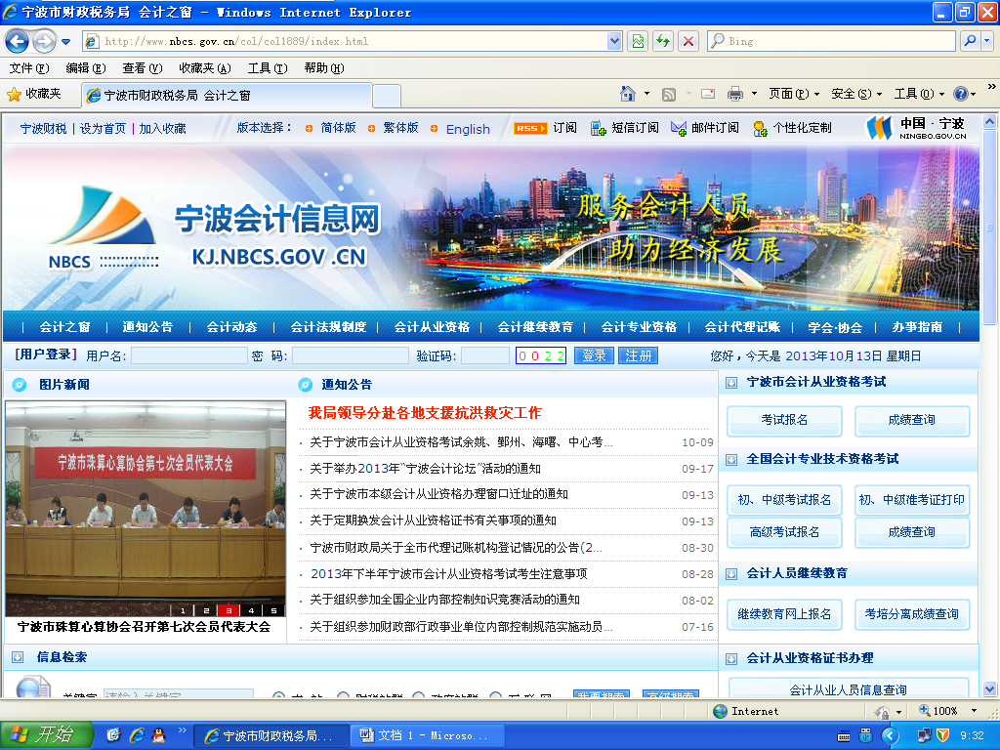 宁波市财政税务局 会计之窗 - Windows Internet Explorer
http://www.nbcs.gov.cn/col/col1889/index.html
Bing
文件(F) 编辑(E) 查看(V) 收藏夹(A) 工具(T) 帮助(H)
收藏夹 宁波市财政税务局 会计之窗 页面(P) 安全(S) 工具(O) »
宁波财税 | 设为首页 | 加入收藏 版本选择： 简体版 繁体版 English RSS 订阅 短信订阅 邮件订阅 个性化定制 中国·宁波
NINGBO.GOV.CN
宁波会计信息网
NBCS KJ.NBCS.GOV .CN
服务会计人员
助力经济发展
| 会计之窗 | 通知公告 | 会计动态 | 会计法规制度 | 会计从业资格 | 会计继续教育 | 会计专业资格 | 会计代理记账 | 学会·协会 | 办事指南 |
[用户登录] 用户名: 密 码: 验证码: 0022 登录 注册 您好，今天是 2013年10月13日 星期日
图片新闻
宁波市珠算心算协会第七次会员代表大会
1 2 3 4 5
宁波市珠算心算协会召开第七次会员代表大会
通知公告
我局领导分赴各地支援抗洪救灾工作
· 关于宁波市会计从业资格考试余姚、鄞州、海曙、中心考... 10-09
· 关于举办2013年“宁波会计论坛”活动的通知 09-17
· 关于宁波市本级会计从业资格办理窗口迁址的通知 09-13
· 关于定期换发会计从业资格证书有关事项的通知 09-13
· 宁波市财政局关于全市代理记账机构登记情况的公告(2... 08-30
· 2013年下半年宁波市会计从业资格考试考生注意事项 08-28
· 关于组织参加全国企业内部控制知识竞赛活动的通知 08-02
· 关于组织参加财政部行政事业单位内部控制规范实施动员... 07-16
宁波市会计从业资格考试
考试报名 成绩查询
全国会计专业技术资格考试
初、中级考试报名 初、中级准考证打印
高级考试报名 成绩查询
会计人员继续教育
继续教育网上报名 考培分离成绩查询
会计从业资格证书办理
会计从业人员信息查询
信息检索
关键字 请输入关键字 本 站 财税站群 政府站群 互 联 网 我要搜索 高级搜索
Internet 100%
开始 » 宁波市财政税务局... 文档 1 - Microso... 9:32